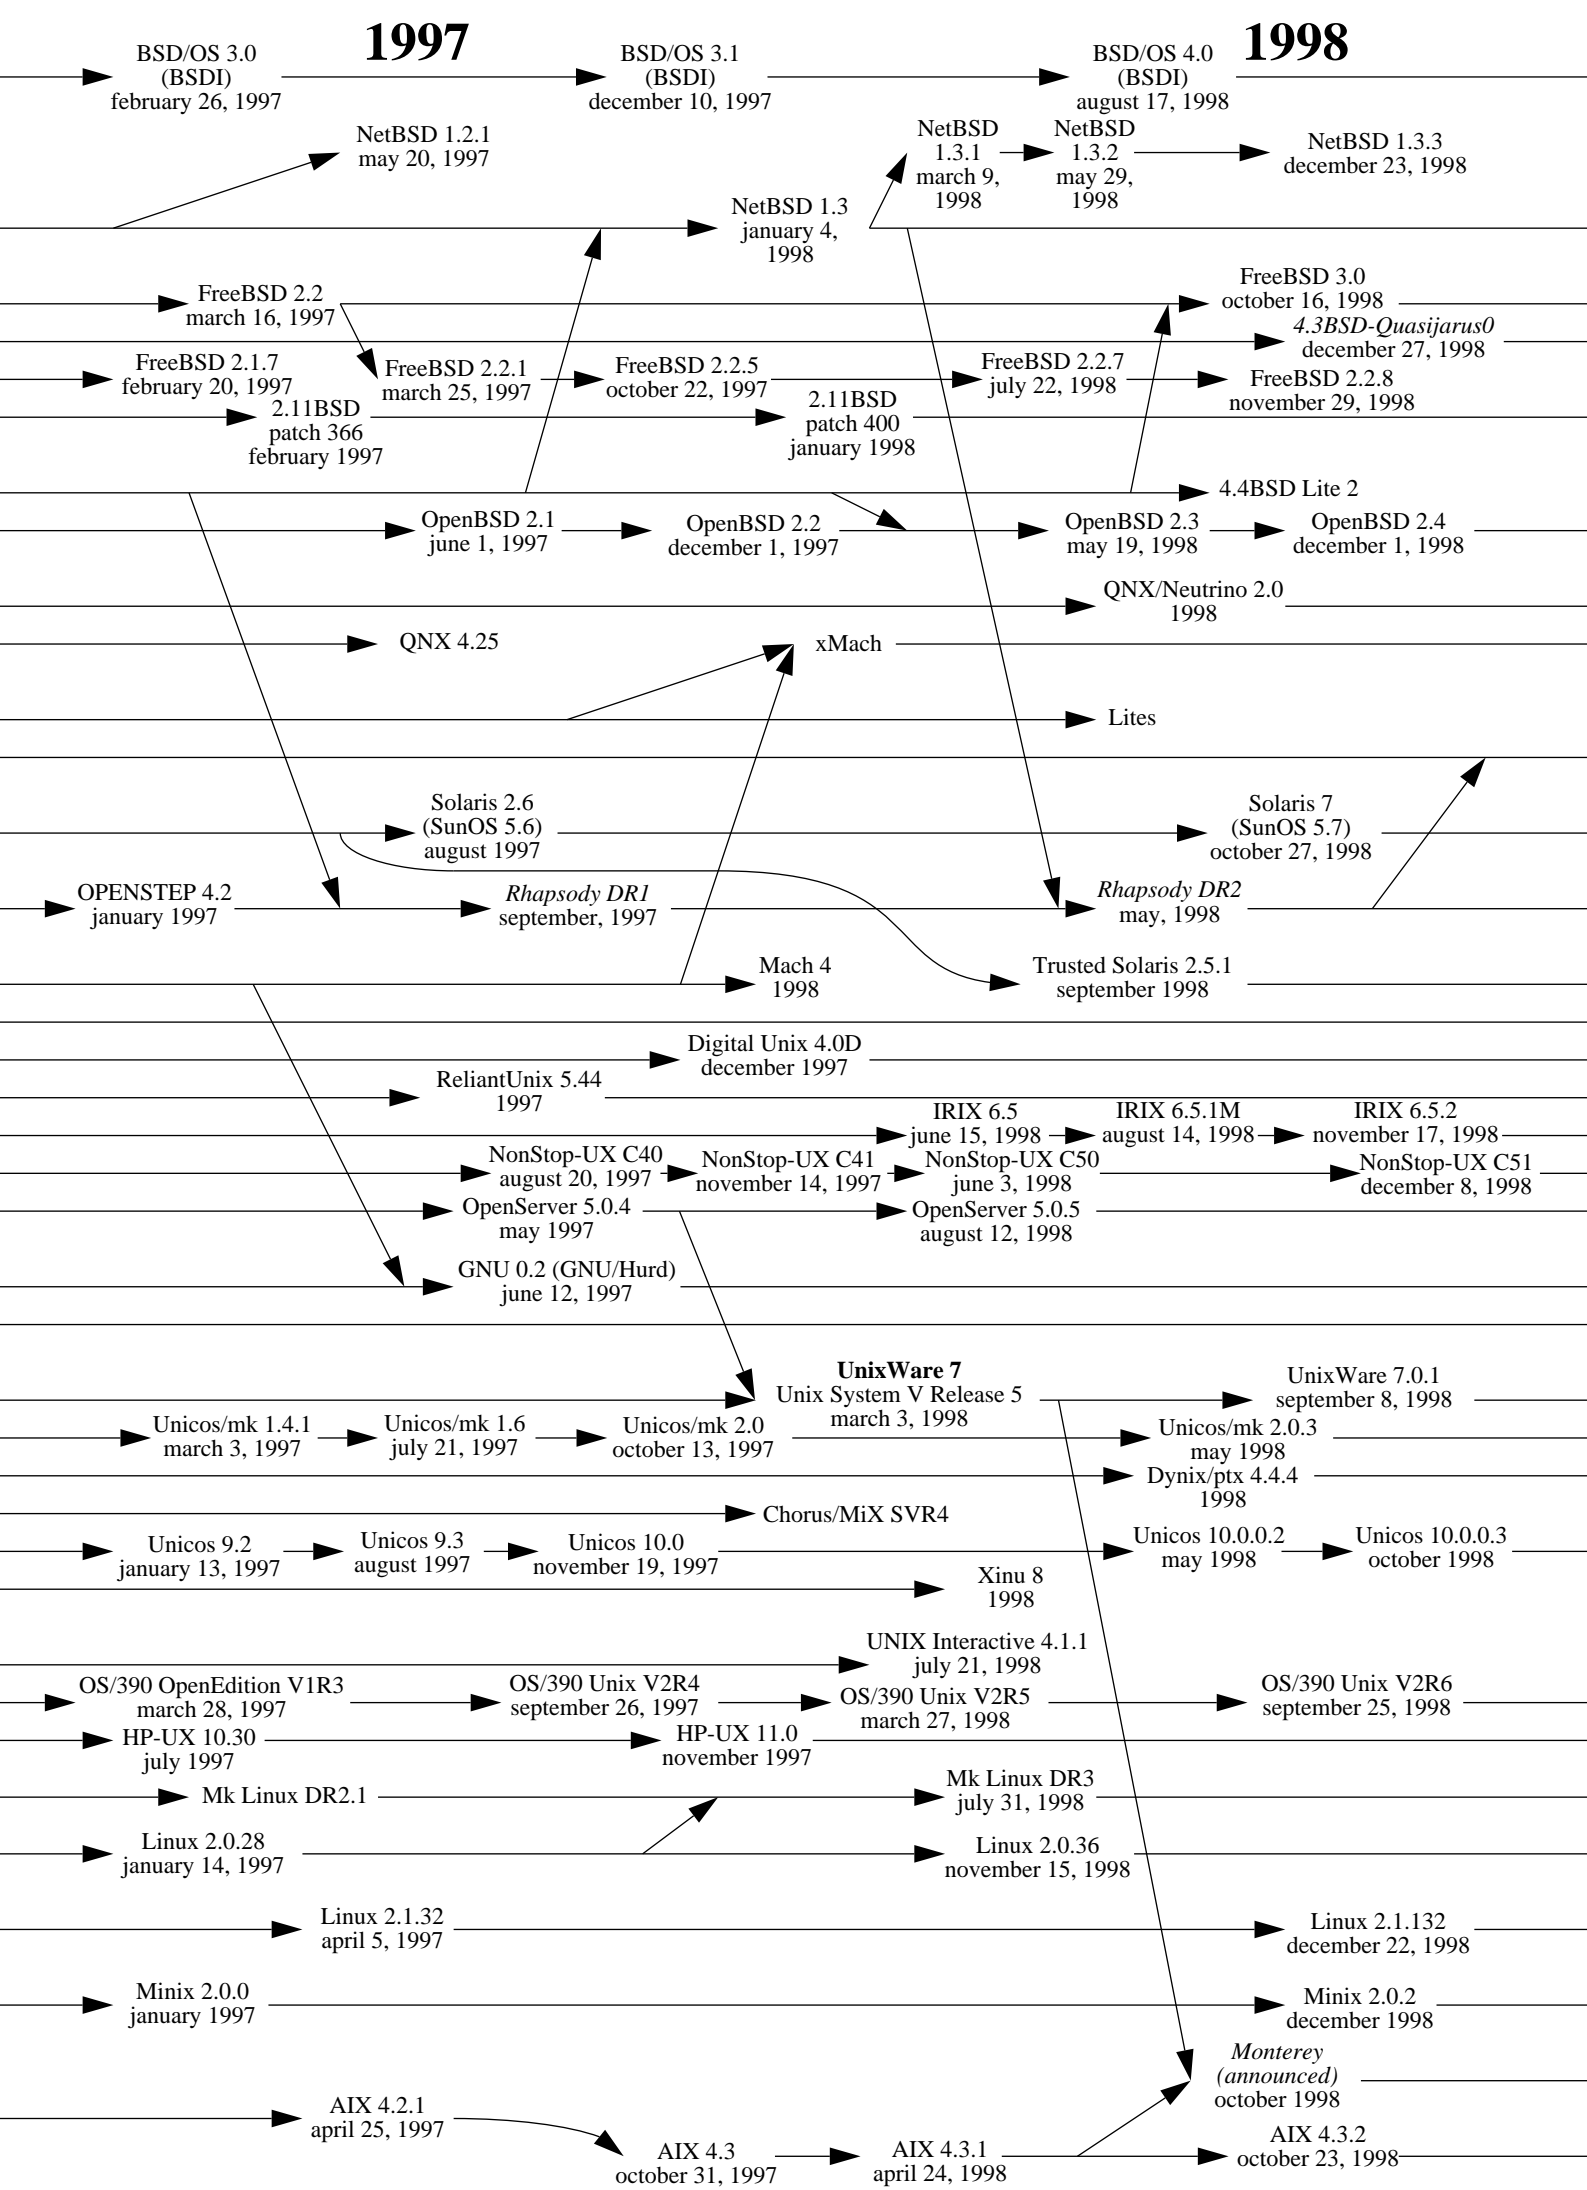 1997
1998
BSD/OS 3.0
(BSDI)
february 26, 1997
BSD/OS 3.1
(BSDI)
december 10, 1997
BSD/OS 4.0
(BSDI)
august 17, 1998
NetBSD 1.2.1
may 20, 1997
NetBSD
1.3.1
march 9,
1998
NetBSD
1.3.2
may 29,
1998
NetBSD 1.3.3
december 23, 1998
NetBSD 1.3
january 4,
1998
FreeBSD 2.2
march 16, 1997
FreeBSD 3.0
october 16, 1998
4.3BSD-Quasijarus0
december 27, 1998
FreeBSD 2.1.7
february 20, 1997
FreeBSD 2.2.1
march 25, 1997
FreeBSD 2.2.5
october 22, 1997
FreeBSD 2.2.7
july 22, 1998
FreeBSD 2.2.8
november 29, 1998
2.11BSD
patch 366
february 1997
2.11BSD
patch 400
january 1998
4.4BSD Lite 2
OpenBSD 2.1
june 1, 1997
OpenBSD 2.2
december 1, 1997
OpenBSD 2.3
may 19, 1998
OpenBSD 2.4
december 1, 1998
QNX/Neutrino 2.0
1998
QNX 4.25
xMach
Lites
Solaris 2.6
(SunOS 5.6)
august 1997
Solaris 7
(SunOS 5.7)
october 27, 1998
OPENSTEP 4.2
january 1997
Rhapsody DR1
september, 1997
Rhapsody DR2
may, 1998
Mach 4
1998
Trusted Solaris 2.5.1
september 1998
Digital Unix 4.0D
december 1997
ReliantUnix 5.44
1997
IRIX 6.5
june 15, 1998
IRIX 6.5.1M
august 14, 1998
IRIX 6.5.2
november 17, 1998
NonStop-UX C40
august 20, 1997
NonStop-UX C41
november 14, 1997
NonStop-UX C50
june 3, 1998
NonStop-UX C51
december 8, 1998
OpenServer 5.0.4
may 1997
OpenServer 5.0.5
august 12, 1998
GNU 0.2 (GNU/Hurd)
june 12, 1997
UnixWare 7
Unix System V Release 5
march 3, 1998
UnixWare 7.0.1
september 8, 1998
Unicos/mk 1.4.1
march 3, 1997
Unicos/mk 1.6
july 21, 1997
Unicos/mk 2.0
october 13, 1997
Unicos/mk 2.0.3
may 1998
Dynix/ptx 4.4.4
1998
Chorus/MiX SVR4
Unicos 9.2
january 13, 1997
Unicos 9.3
august 1997
Unicos 10.0
november 19, 1997
Unicos 10.0.0.2
may 1998
Unicos 10.0.0.3
october 1998
Xinu 8
1998
UNIX Interactive 4.1.1
july 21, 1998
OS/390 OpenEdition V1R3
march 28, 1997
OS/390 Unix V2R4
september 26, 1997
OS/390 Unix V2R5
march 27, 1998
OS/390 Unix V2R6
september 25, 1998
HP-UX 10.30
july 1997
HP-UX 11.0
november 1997
Mk Linux DR2.1
Mk Linux DR3
july 31, 1998
Linux 2.0.28
january 14, 1997
Linux 2.0.36
november 15, 1998
Linux 2.1.32
april 5, 1997
Linux 2.1.132
december 22, 1998
Minix 2.0.0
january 1997
Minix 2.0.2
december 1998
Monterey
(announced)
october 1998
AIX 4.2.1
april 25, 1997
AIX 4.3
october 31, 1997
AIX 4.3.1
april 24, 1998
AIX 4.3.2
october 23, 1998